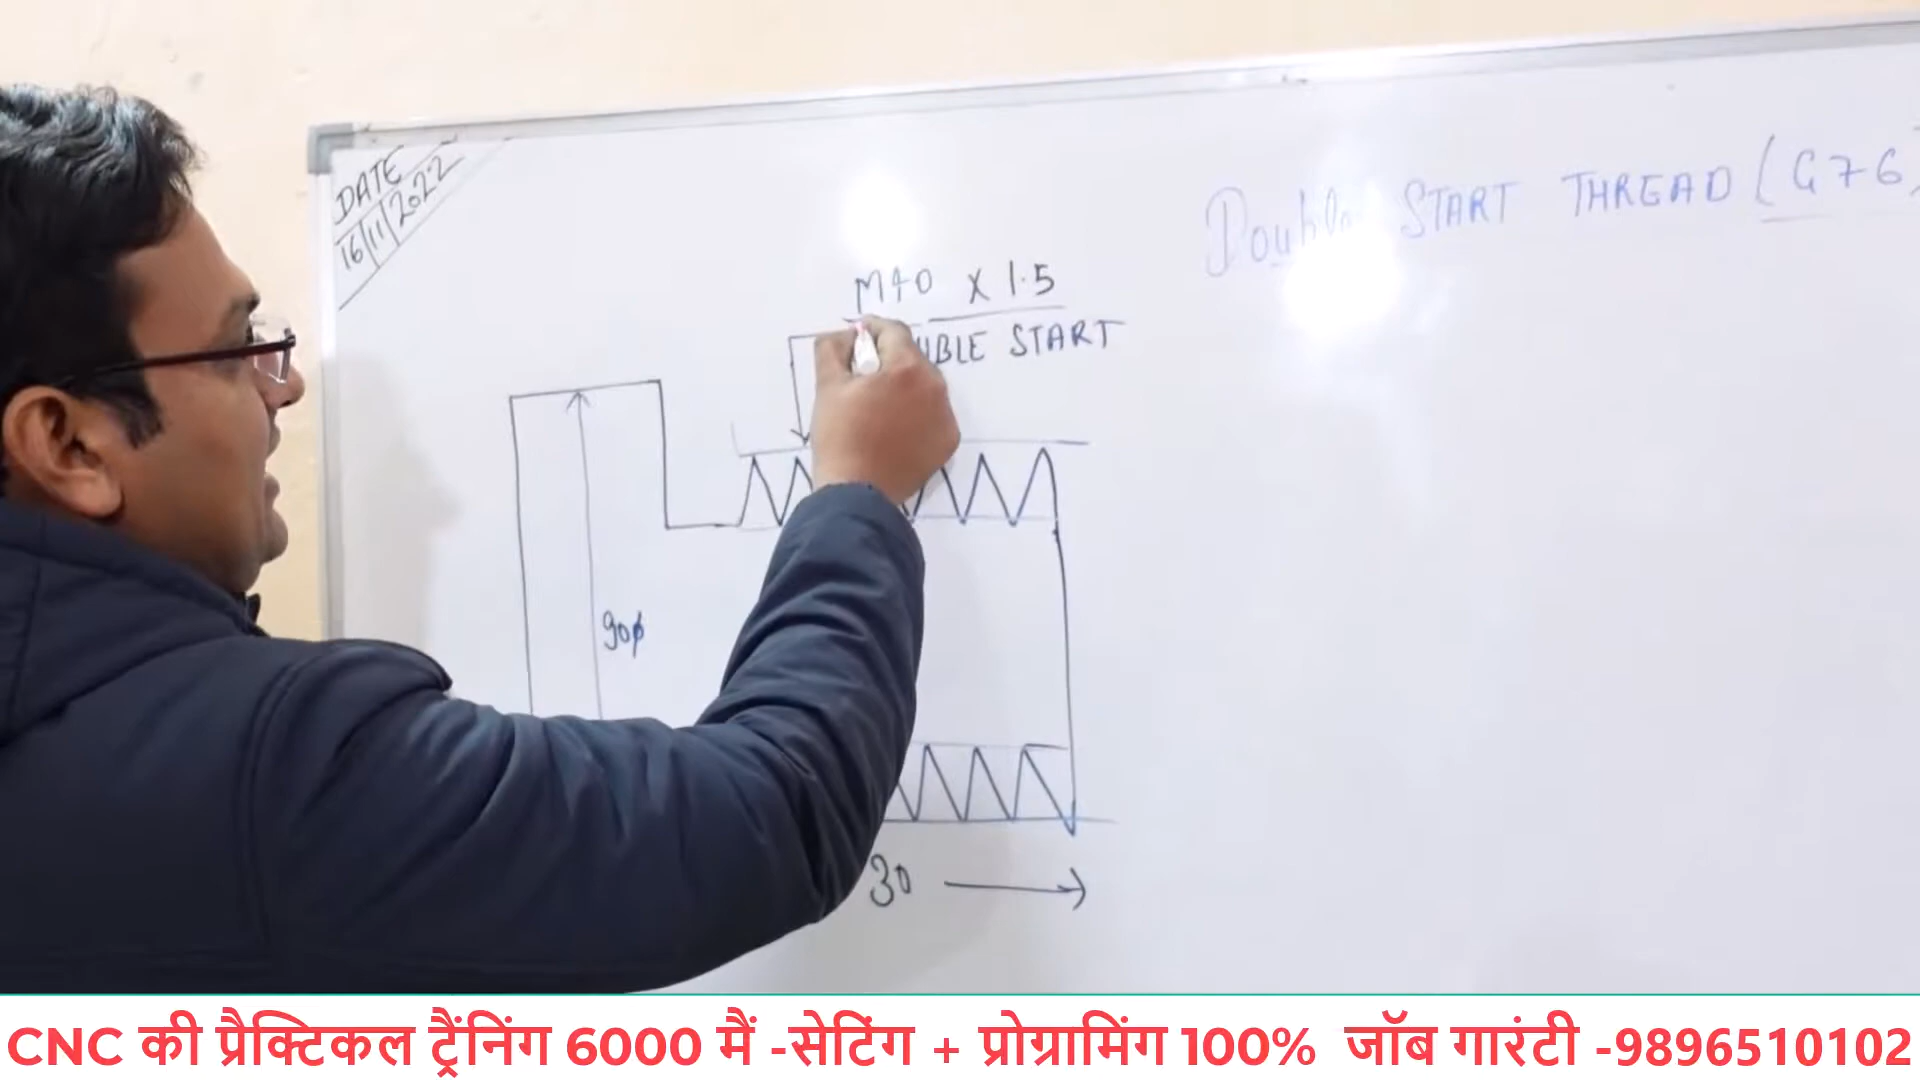 DATE
16/11/2022
Double START THREAD (G76)
M40 X 1.5
START
90ϕ
30
CNC की प्रैक्टिकल ट्रैंनिंग 6000 मैं -सेटिंग + प्रोग्रामिंग 100% जॉब गारंटी -9896510102